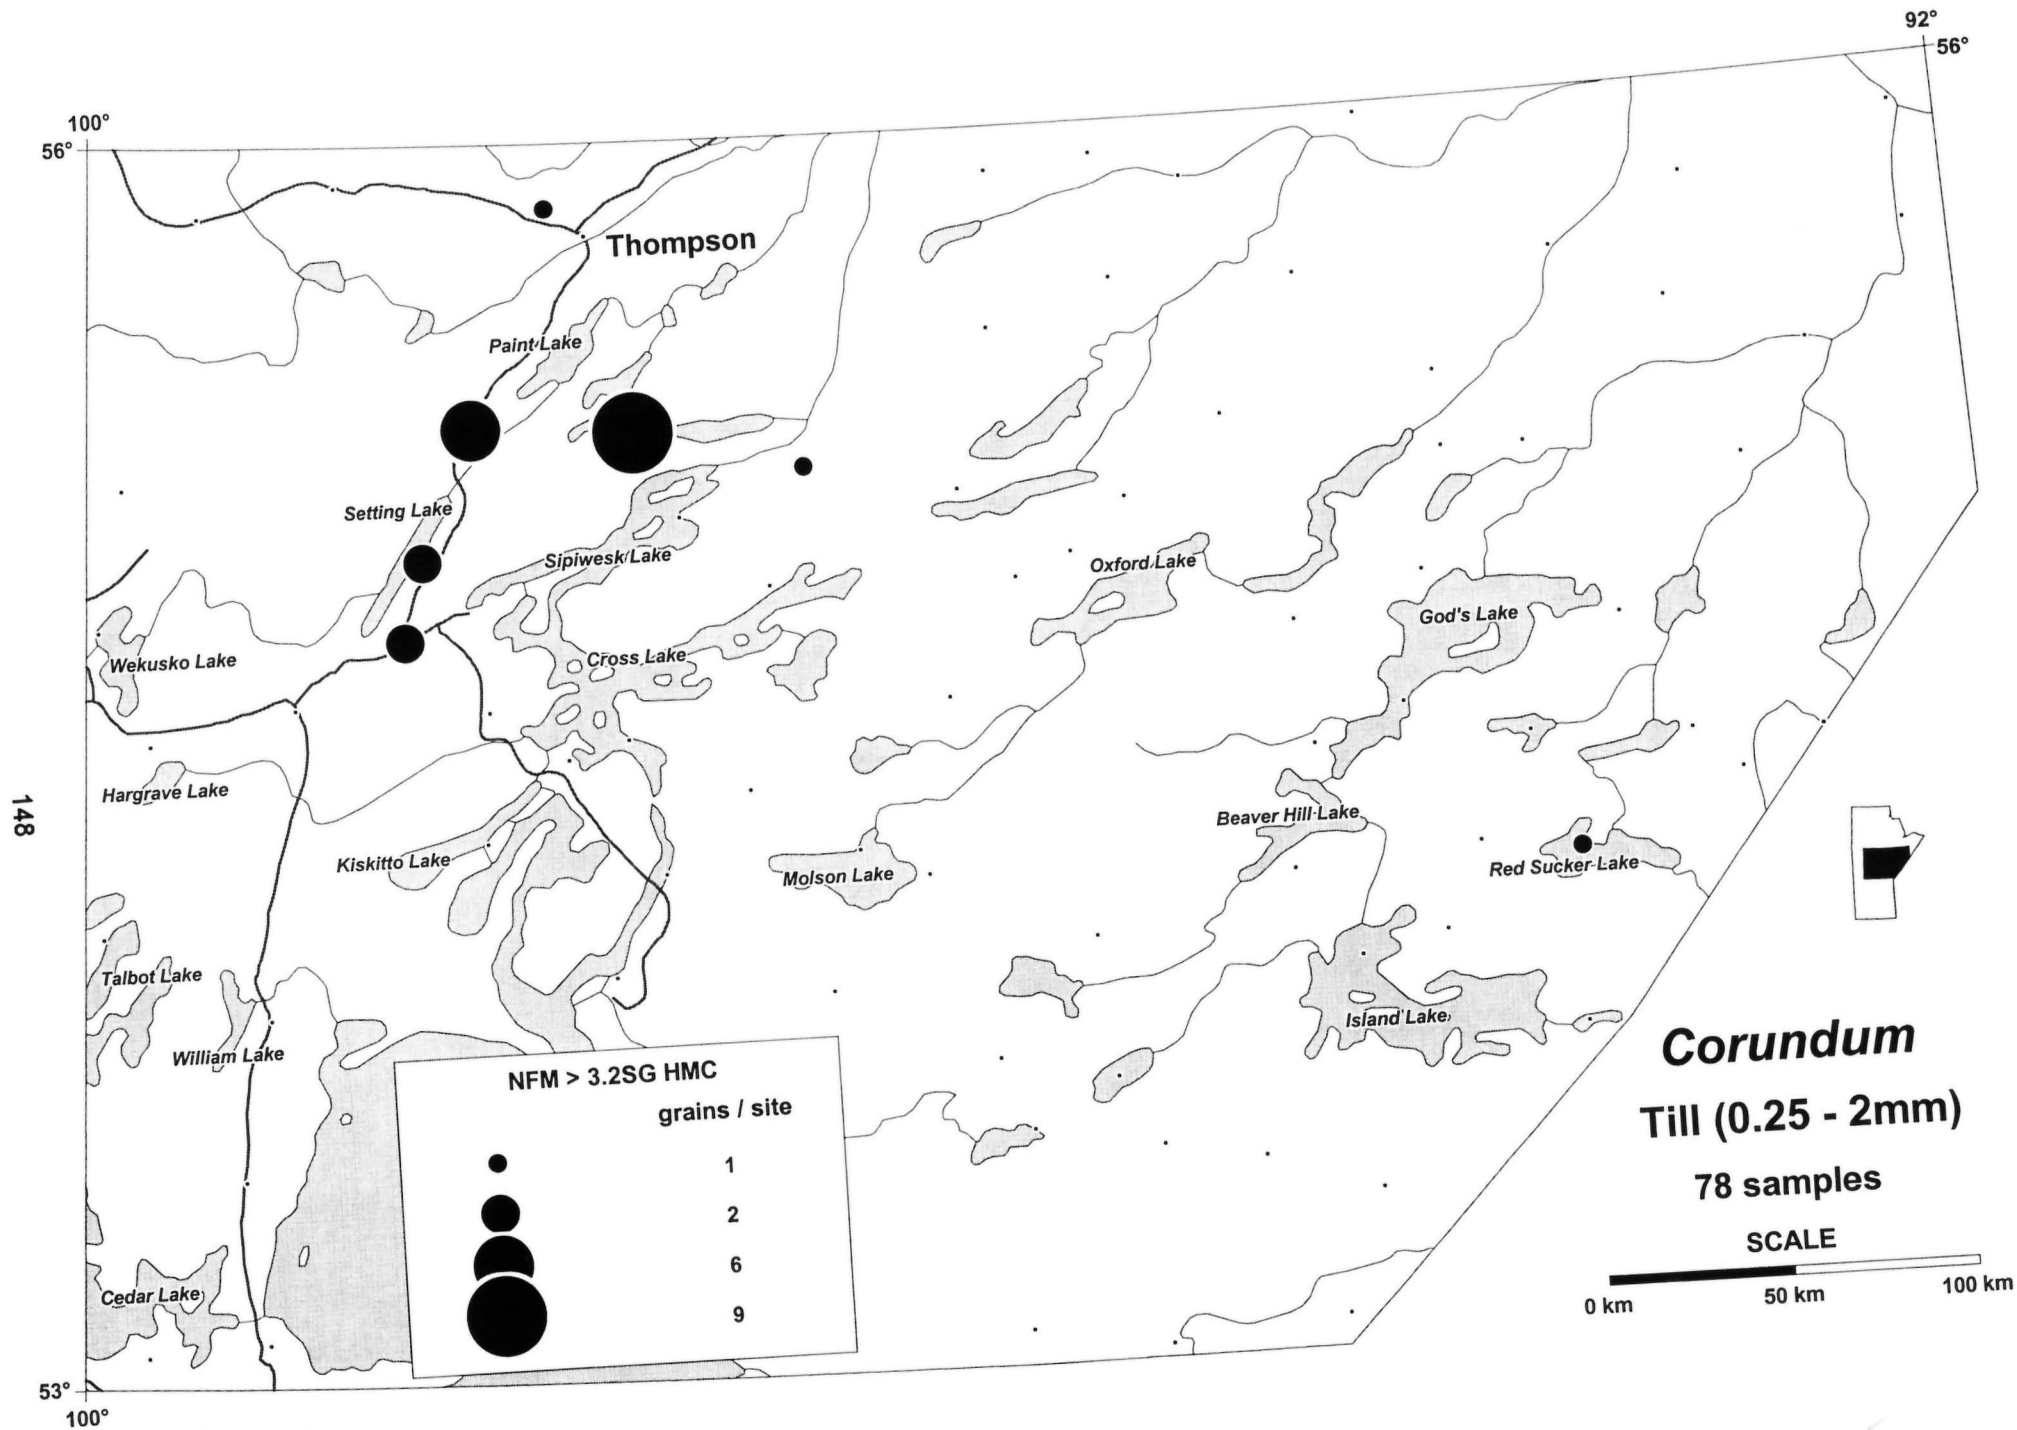 92°
56°
100°
56°
Thompson
Paint Lake
Setting Lake
Sipiwesk Lake
Oxford Lake
God's Lake
Cross Lake
Wekusko Lake
Hargrave Lake
148
Beaver Hill Lake
Kiskitto Lake
Molson Lake
Red Sucker Lake
Talbot Lake
Island Lake
William Lake
Cedar Lake
53°
100°
NFM > 3.2SG HMC
grains / site
1
2
6
9
Corundum
Till (0.25 - 2mm)
78 samples
SCALE
0 km 50 km 100 km